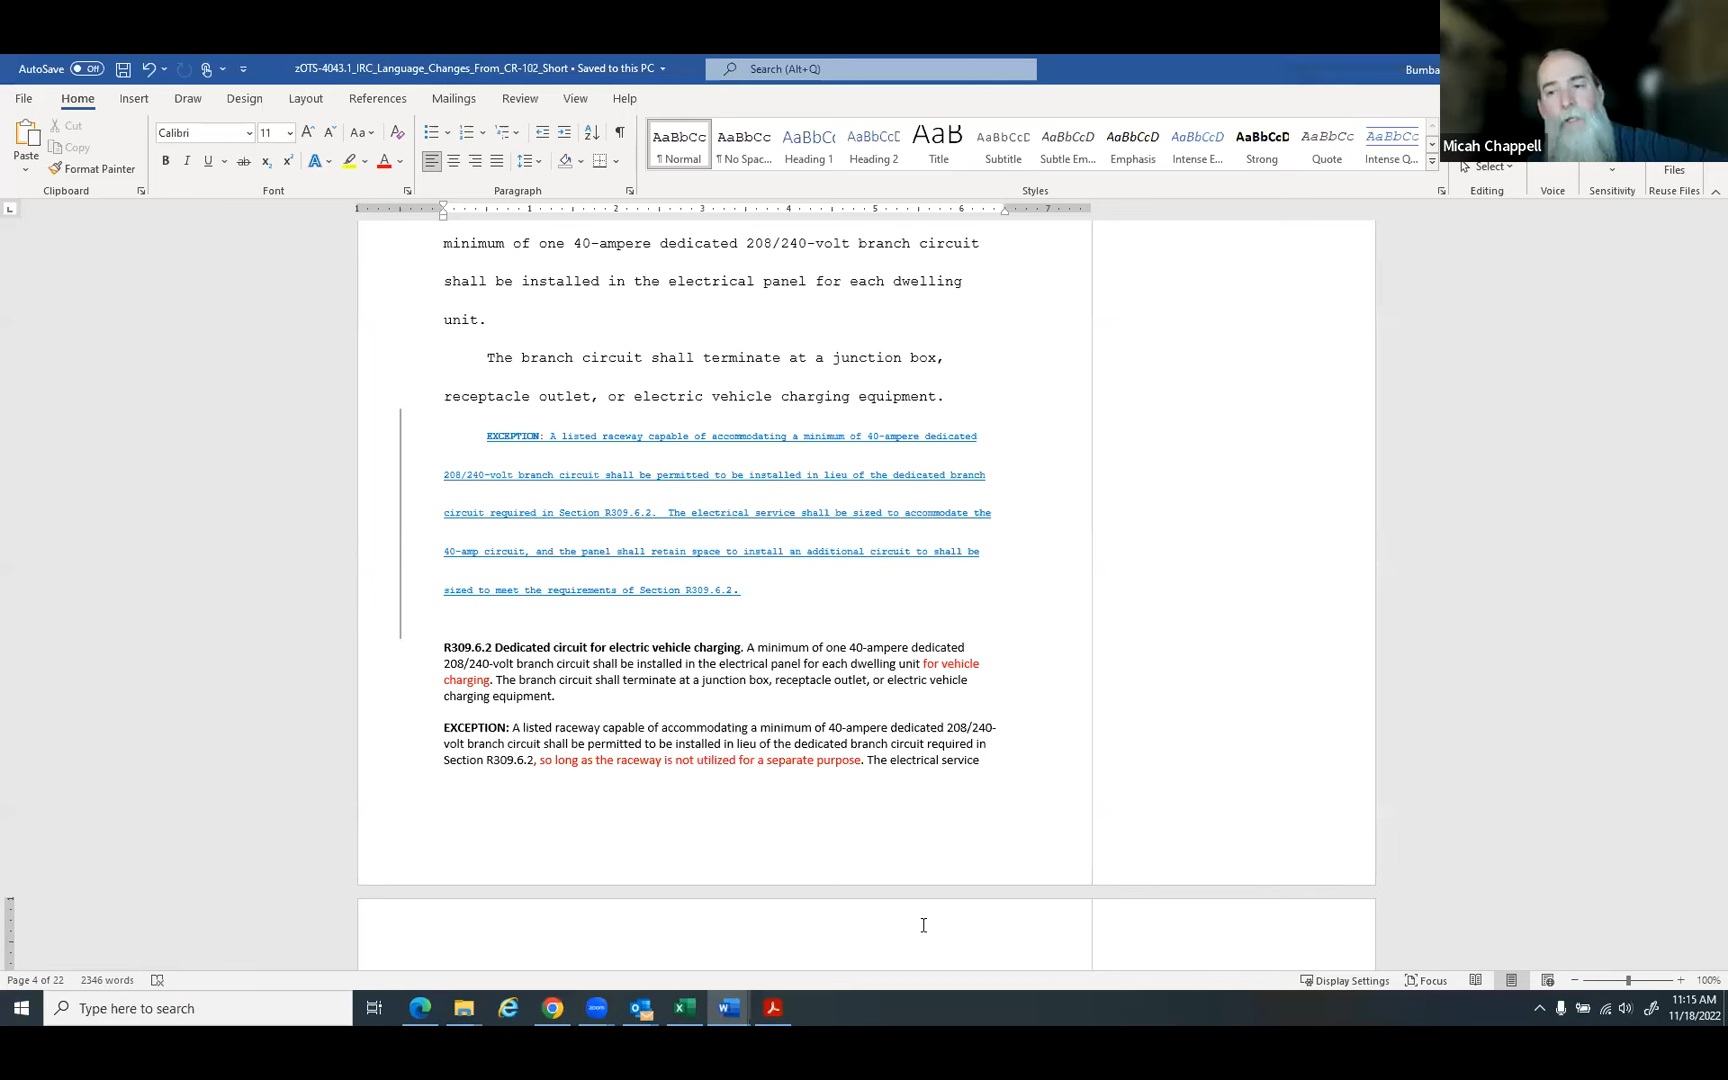 AutoSave Off zOTS-4043.1_IRC_Language_Changes_From_CR-102_Short • Saved to this PC Search (Alt+Q) Bumba
File Home Insert Draw Design Layout References Mailings Review View Help
Micah Chappell
Paste Cut Copy Format Painter
Calibri 11
AaBbCc ¶ Normal
AaBbCc ¶ No Spac...
AaBbC Heading 1
AaBbCcD Heading 2
AaB Title
AaBbCcD Subtitle
AaBbCcD Subtle Em...
AaBbCcD Emphasis
AaBbCcD Intense E...
AaBbCcD Strong
AaBbCcD Quote
AaBbCcD Intense Q...
Select
Files
Clipboard Font Paragraph Styles Editing Voice Sensitivity Reuse Files
1 1 2 3 4 5 6 7
minimum of one 40-ampere dedicated 208/240-volt branch circuit
shall be installed in the electrical panel for each dwelling
unit.
The branch circuit shall terminate at a junction box,
receptacle outlet, or electric vehicle charging equipment.
EXCEPTION: A listed raceway capable of accommodating a minimum of 40-ampere dedicated
208/240-volt branch circuit shall be permitted to be installed in lieu of the dedicated branch
circuit required in Section R309.6.2. The electrical service shall be sized to accommodate the
40-amp circuit, and the panel shall retain space to install an additional circuit to shall be
sized to meet the requirements of Section R309.6.2.
R309.6.2 Dedicated circuit for electric vehicle charging. A minimum of one 40-ampere dedicated
208/240-volt branch circuit shall be installed in the electrical panel for each dwelling unit for vehicle
charging. The branch circuit shall terminate at a junction box, receptacle outlet, or electric vehicle
charging equipment.
EXCEPTION: A listed raceway capable of accommodating a minimum of 40-ampere dedicated 208/240-
volt branch circuit shall be permitted to be installed in lieu of the dedicated branch circuit required in
Section R309.6.2, so long as the raceway is not utilized for a separate purpose. The electrical service
Page 4 of 22 2346 words Display Settings Focus 100%
Type here to search
11:15 AM
11/18/2022